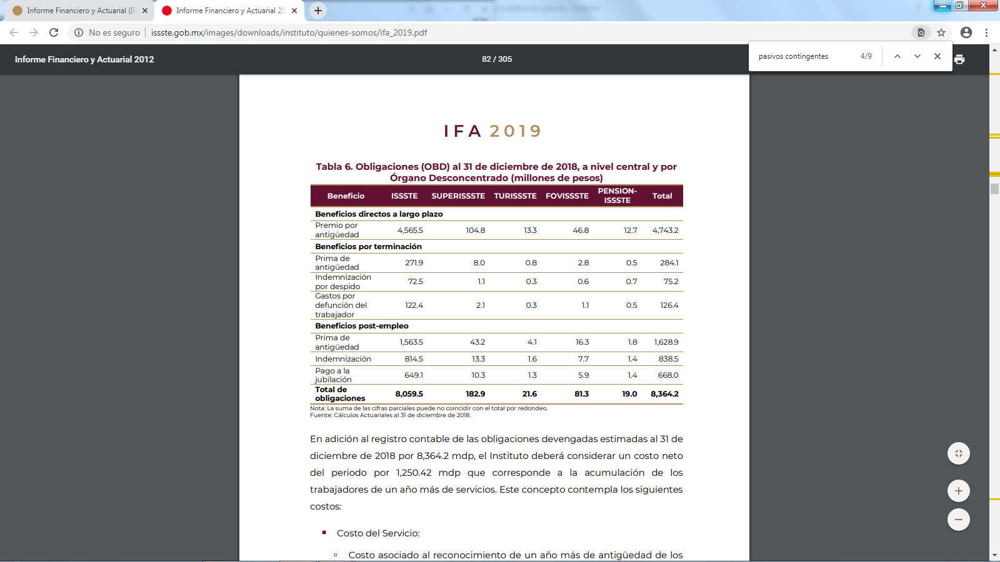 Informe Financiero y Actuarial (IF
Informe Financiero y Actuarial 20
No es seguro
issste.gob.mx/images/downloads/instituto/quienes-somos/ifa_2019.pdf
Informe Financiero y Actuarial 2012
82 / 305
pasivos contingentes
4/9
IFA 2019
Tabla 6. Obligaciones (OBD) al 31 de diciembre de 2018, a nivel central y por
Órgano Desconcentrado (millones de pesos)
Beneficio ISSSTE SUPERISSSTE TURISSSTE FOVISSSTE PENSION-
ISSSTE Total
Beneficios directos a largo plazo
Premio por
antigüedad 4,565.5 104.8 13.3 46.8 12.7 4,743.2
Beneficios por terminación
Prima de
antigüedad 271.9 8.0 0.8 2.8 0.5 284.1
Indemnización
por despido 72.5 1.1 0.3 0.6 0.7 75.2
Gastos por
defunción del 122.4 2.1 0.3 1.1 0.5 126.4
trabajador
Beneficios post-empleo
Prima de
antigüedad 1,563.5 43.2 4.1 16.3 1.8 1,628.9
Indemnización 814.5 13.3 1.6 7.7 1.4 838.5
Pago a la
jubilación 649.1 10.3 1.3 5.9 1.4 668.0
Total de
obligaciones 8,059.5 182.9 21.6 81.3 19.0 8,364.2
Nota: La suma de las cifras parciales puede no coincidir con el total por redondeo.
Fuente: Cálculos Actuariales al 31 de diciembre de 2018.
En adición al registro contable de las obligaciones devengadas estimadas al 31 de
diciembre de 2018 por 8,364.2 mdp, el Instituto deberá considerar un costo neto
del periodo por 1,250.42 mdp que corresponde a la acumulación de los
trabajadores de un año más de servicios. Este concepto contempla los siguientes
costos:
Costo del Servicio:
Costo asociado al reconocimiento de un año más de antigüedad de los